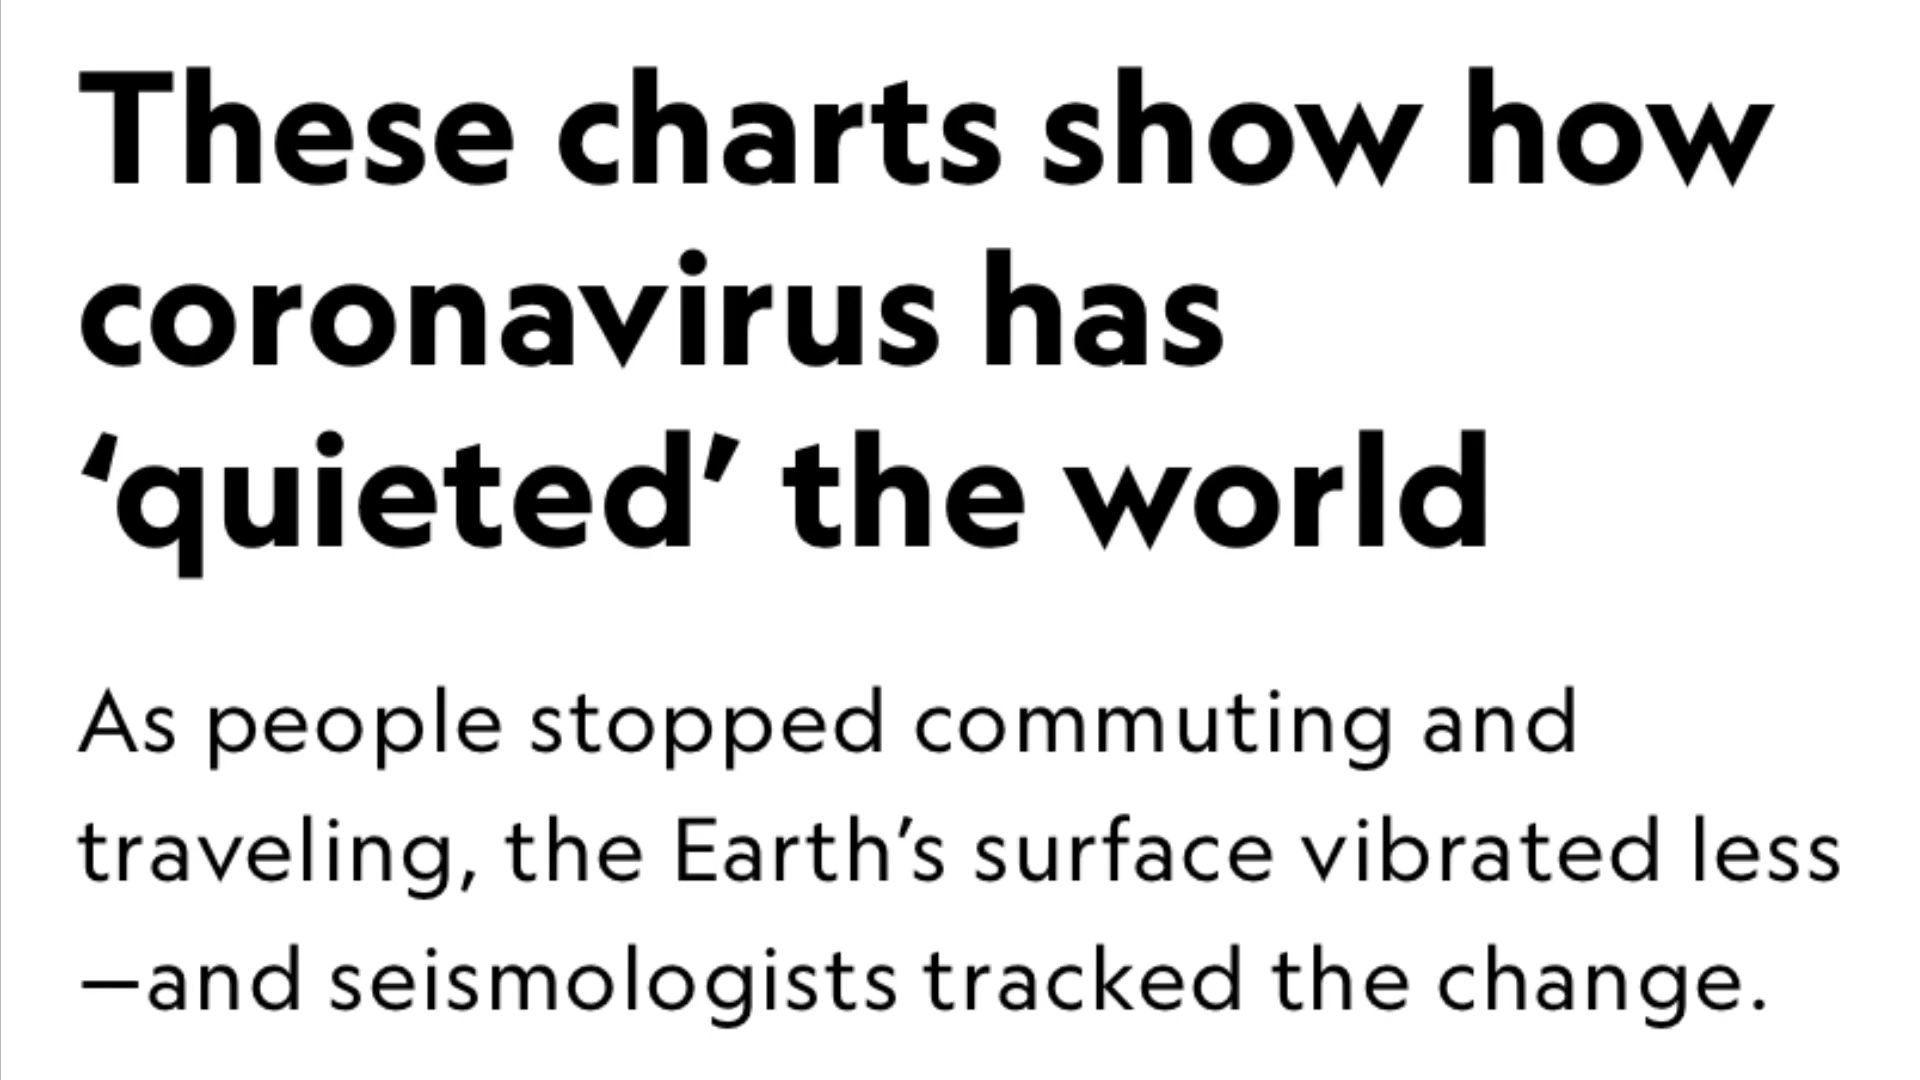 These charts show how
coronavirus has
‘quieted’ the world
As people stopped commuting and
traveling, the Earth’s surface vibrated less
—and seismologists tracked the change.